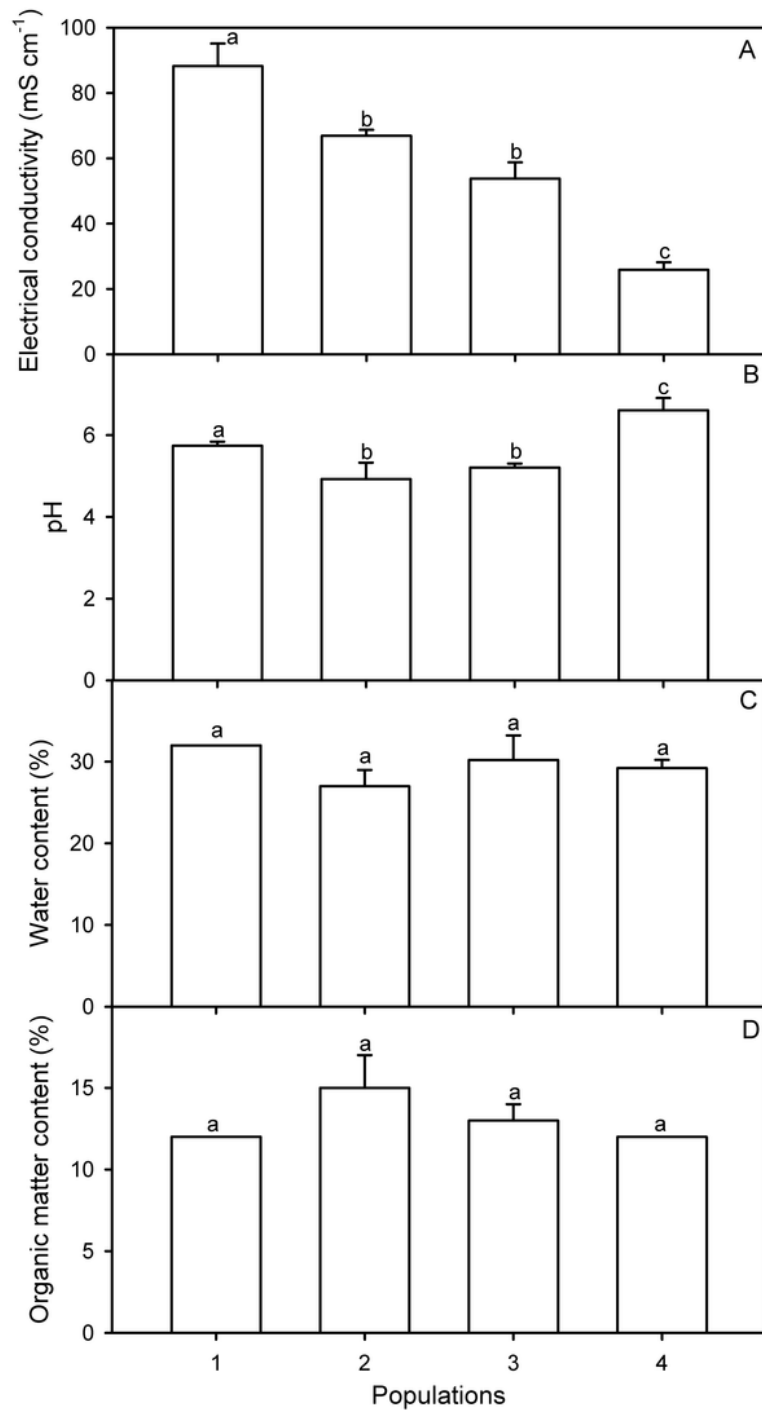 Electrical conductivity (mS cm⁻¹)
100
80
60
40
20
0
a
b
b
c
A
pH
6
4
2
0
a
b
b
c
B
Water content (%)
30
20
10
0
a
a
a
a
C
Organic matter content (%)
15
10
5
0
a
a
a
a
D
1 2 3 4
Populations